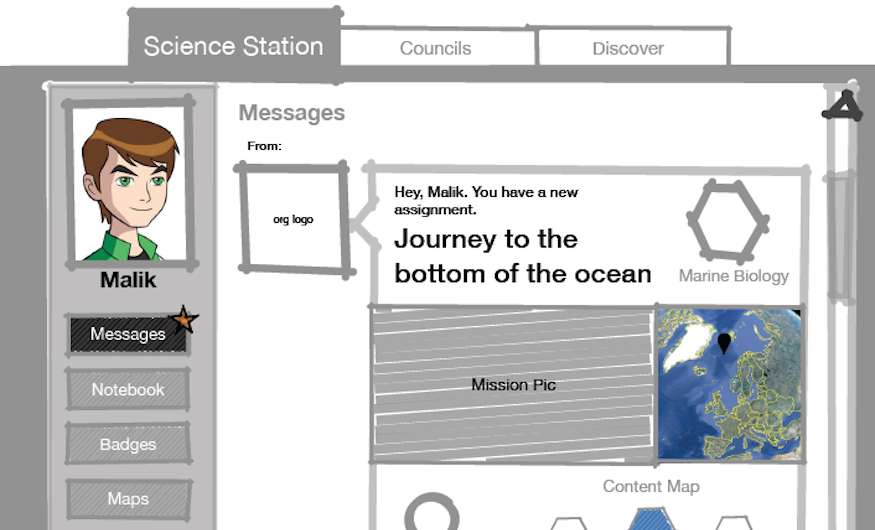 Science Station
Councils
Discover
Malik
Messages
Notebook
Badges
Maps
Messages
From:
org logo
Hey, Malik. You have a new
assignment.
Journey to the
bottom of the ocean
Marine Biology
Mission Pic
Content Map